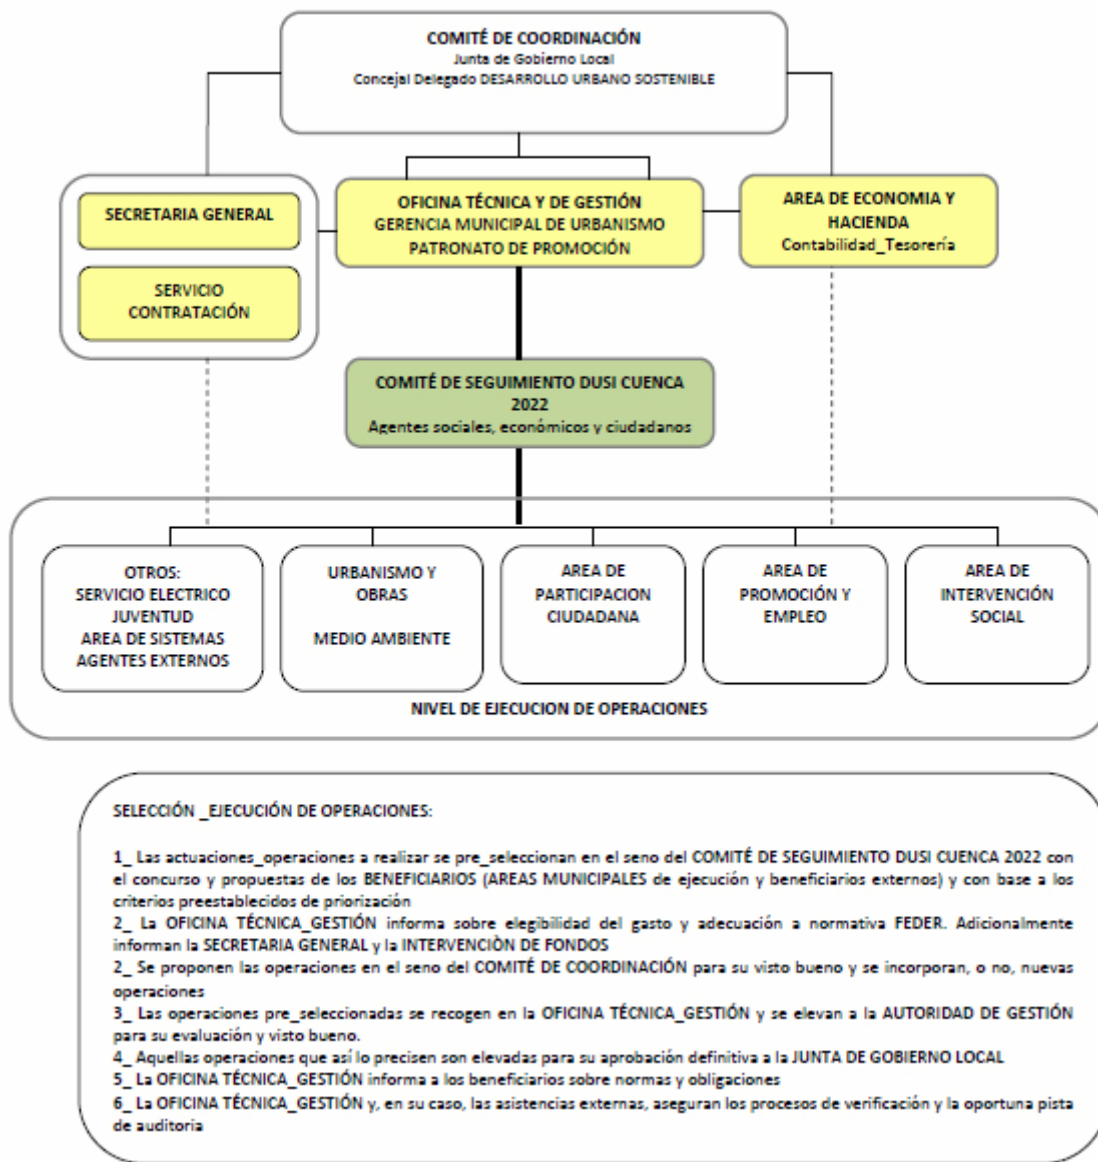 COMITÉ DE COORDINACIÓN
Junta de Gobierno Local
Concejal Delegado DESARROLLO URBANO SOSTENIBLE
SECRETARIA GENERAL
SERVICIO
CONTRATACIÓN
OFICINA TÉCNICA Y DE GESTIÓN
GERENCIA MUNICIPAL DE URBANISMO
PATRONATO DE PROMOCIÓN
AREA DE ECONOMIA Y
HACIENDA
Contabilidad_Tesorería
COMITÉ DE SEGUIMIENTO DUSI CUENCA
2022
Agentes sociales, económicos y ciudadanos
OTROS:
SERVICIO ELECTRICO
JUVENTUD
AREA DE SISTEMAS
AGENTES EXTERNOS
URBANISMO Y
OBRAS
MEDIO AMBIENTE
AREA DE
PARTICIPACION
CIUDADANA
AREA DE
PROMOCIÓN Y
EMPLEO
AREA DE
INTERVENCIÓN
SOCIAL
NIVEL DE EJECUCION DE OPERACIONES
SELECCIÓN _EJECUCIÓN DE OPERACIONES:
1_ Las actuaciones_operaciones a realizar se pre_seleccionan en el seno del COMITÉ DE SEGUIMIENTO DUSI CUENCA 2022 con
el concurso y propuestas de los BENEFICIARIOS (AREAS MUNICIPALES de ejecución y beneficiarios externos) y con base a los
criterios preestablecidos de priorización
2_ La OFICINA TÉCNICA_GESTIÓN informa sobre elegibilidad del gasto y adecuación a normativa FEDER. Adicionalmente
informan la SECRETARIA GENERAL y la INTERVENCIÒN DE FONDOS
2_ Se proponen las operaciones en el seno del COMITÉ DE COORDINACIÓN para su visto bueno y se incorporan, o no, nuevas
operaciones
3_ Las operaciones pre_seleccionadas se recogen en la OFICINA TÉCNICA_GESTIÓN y se elevan a la AUTORIDAD DE GESTIÓN
para su evaluación y visto bueno.
4_ Aquellas operaciones que así lo precisen son elevadas para su aprobación definitiva a la JUNTA DE GOBIERNO LOCAL
5_ La OFICINA TÉCNICA_GESTIÓN informa a los beneficiarios sobre normas y obligaciones
6_ La OFICINA TÉCNICA_GESTIÓN y, en su caso, las asistencias externas, aseguran los procesos de verificación y la oportuna pista
de auditoria